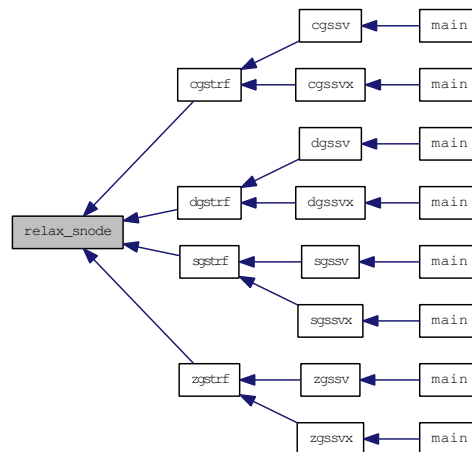 cgssv
main
cgstrf
cgssvx
main
dgssv
main
dgstrf
dgssvx
main
relax_snode
sgstrf
sgssv
main
sgssvx
main
zgstrf
zgssv
main
zgssvx
main